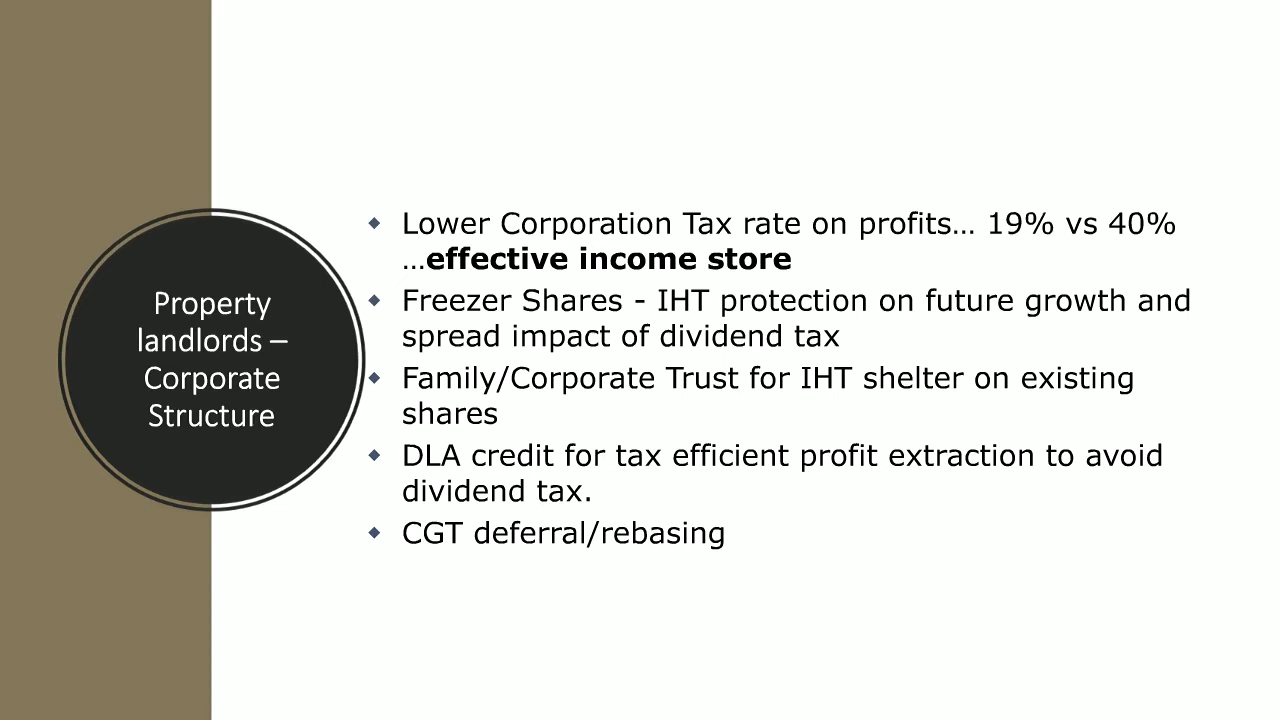 Property
landlords –
Corporate
Structure
Lower Corporation Tax rate on profits… 19% vs 40%
…effective income store
Freezer Shares - IHT protection on future growth and
spread impact of dividend tax
Family/Corporate Trust for IHT shelter on existing
shares
DLA credit for tax efficient profit extraction to avoid
dividend tax.
CGT deferral/rebasing